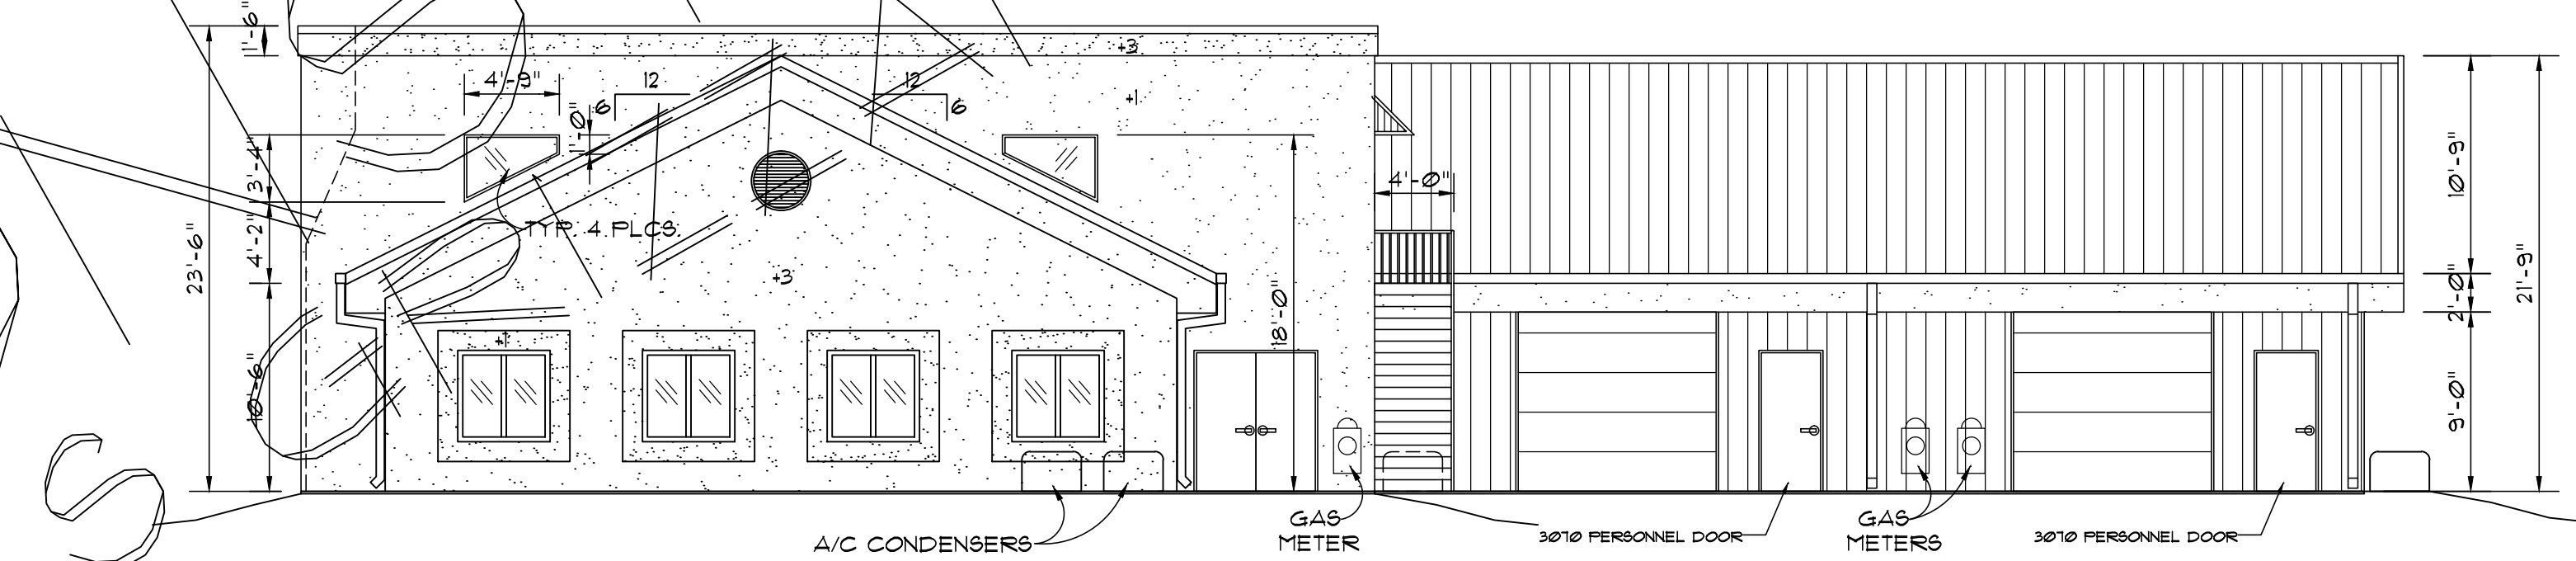 1'-6"
+3
4'-9"
12
12
6
6
1'-0"
+1
3'-4"
4'-0"
10'-9"
4'-2"
TYP. 4 PLCS.
23'-6"
+3
21'-9"
2'-0"
18'-0"
+1
10'-6"
9'-0"
GAS
METER
A/C CONDENSERS
3070 PERSONNEL DOOR
GAS
METERS
3070 PERSONNEL DOOR